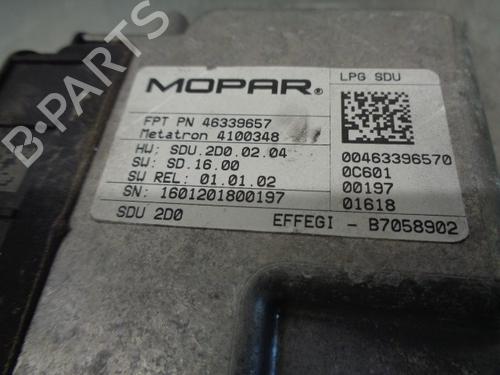 MOPAR®
LPG SDU
FPT PN 46339657
Metatron 4100348
HW: SDU.2D0.02.04
SW: SD.16.00
SW REL: 01.01.02
SN: 1601201800197
SDU 2D0
00463396570
0C601
00197
01618
EFFEGI - B7058902
B-PARTS